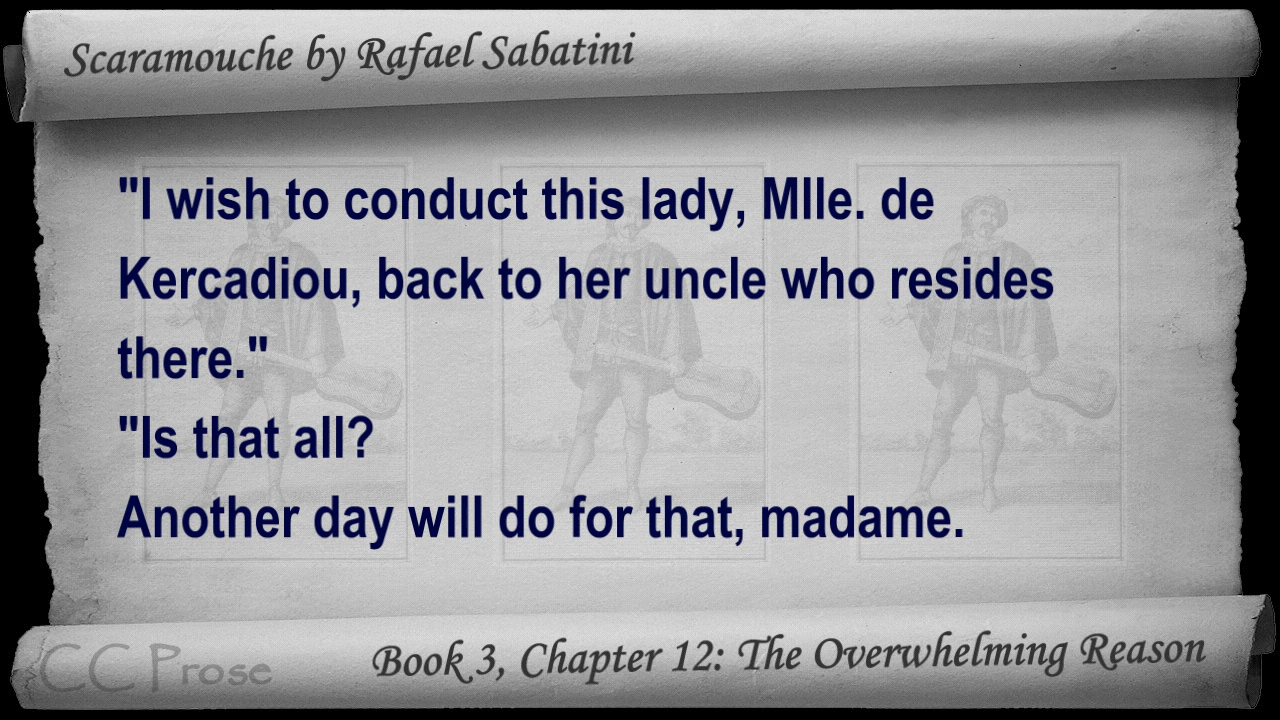 Scaramouche by Rafael Sabatini
"I wish to conduct this lady, Mlle. de
Kercadiou, back to her uncle who resides
there."
"Is that all?
Another day will do for that, madame.
CC Prose
Book 3, Chapter 12: The Overwhelming Reason